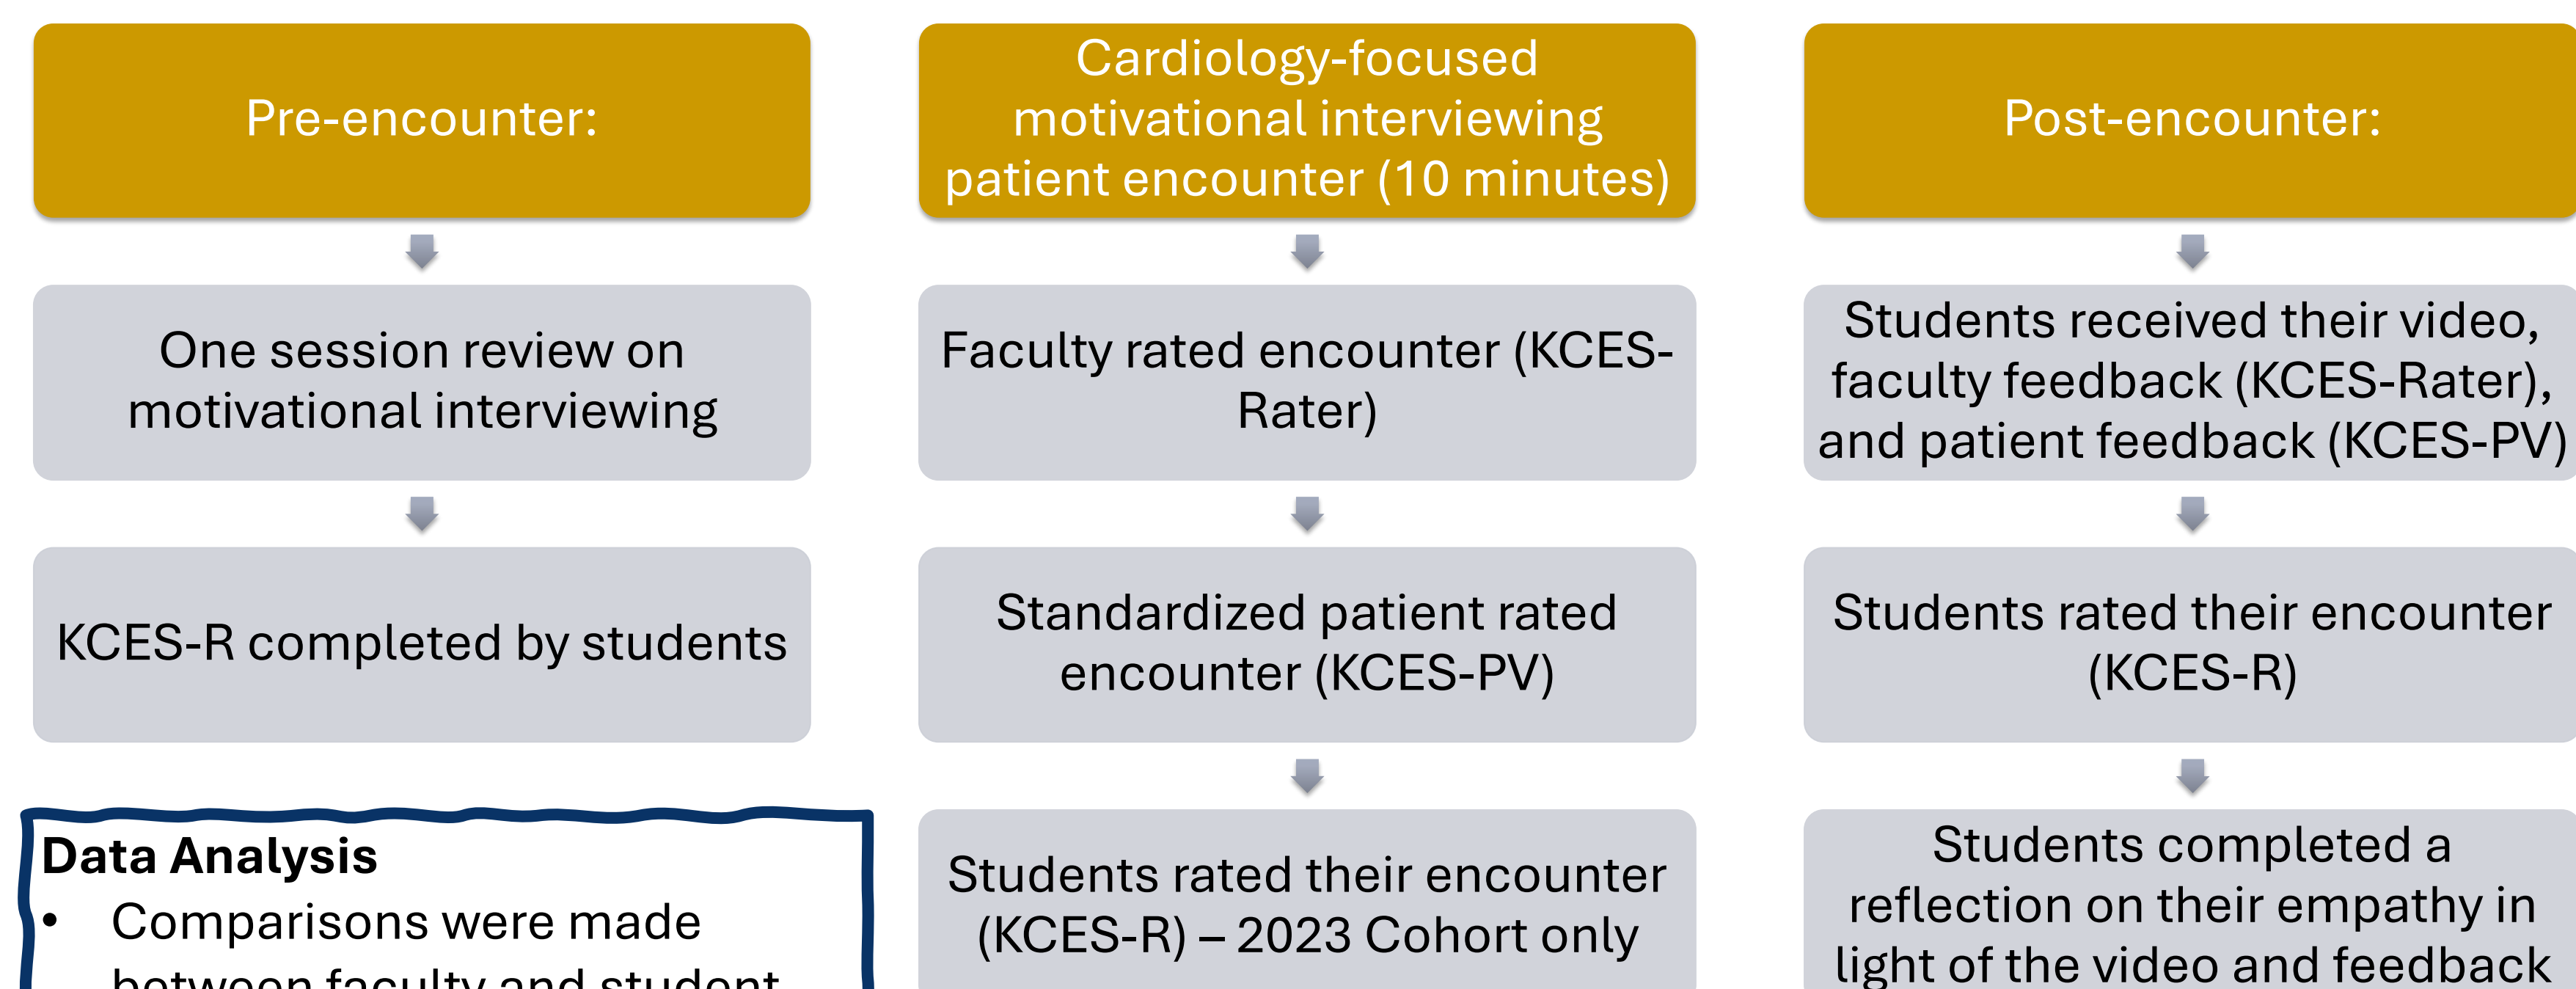 Pre-encounter:
One session review on
motivational interviewing
KCES-R completed by students
Data Analysis
• Comparisons were made
between faculty and student
Cardiology-focused
motivational interviewing
patient encounter (10 minutes)
Faculty rated encounter (KCES-
Rater)
Standardized patient rated
encounter (KCES-PV)
Students rated their encounter
(KCES-R) – 2023 Cohort only
Post-encounter:
Students received their video,
faculty feedback (KCES-Rater),
and patient feedback (KCES-PV)
Students rated their encounter
(KCES-R)
Students completed a
reflection on their empathy in
light of the video and feedback